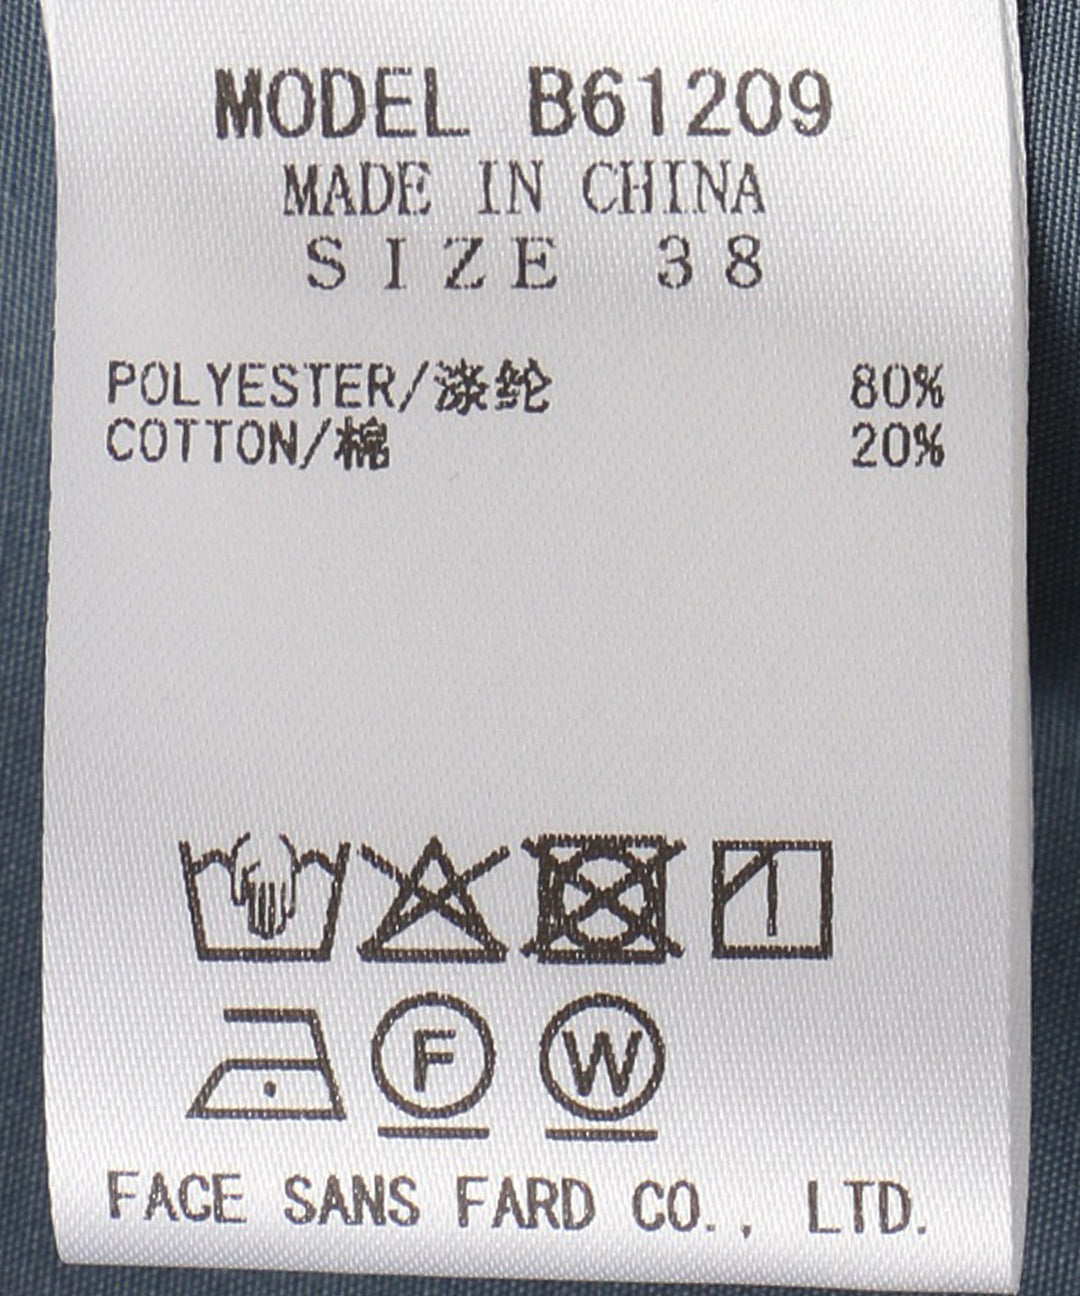 MODEL B61209
MADE IN CHINA
SIZE 38
POLYESTER/涤纶 80%
COTTON/棉 20%
F W
FACE SANS FARD CO., LTD.